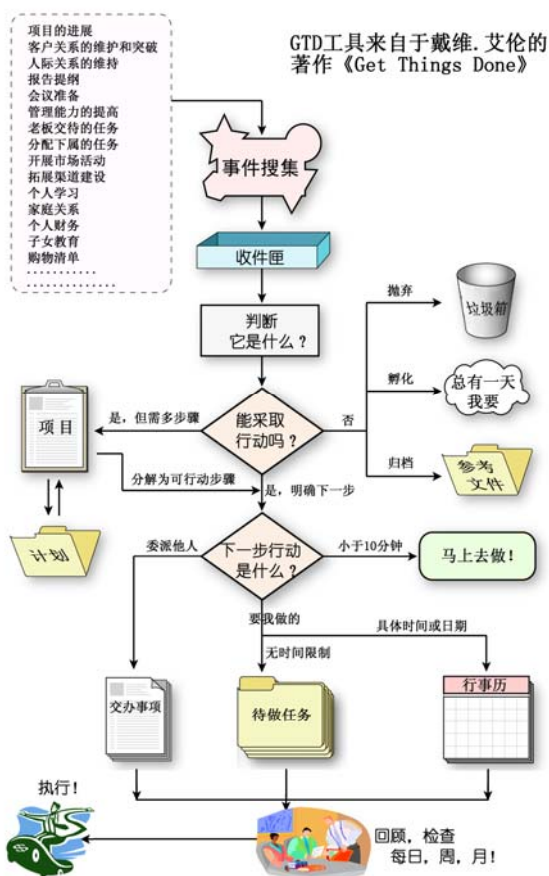 项目的进展
客户关系的维护和突破
人际关系的维持
报告提纲
会议准备
管理能力的提高
老板交待的任务
分配下属的任务
开展市场活动
拓展渠道建设
个人学习
家庭关系
个人财务
子女教育
购物清单
..........
.............
GTD工具来自于戴维.艾伦的
著作《Get Things Done》
事件搜集
收件匣
判断
它是什么?
抛弃
垃圾箱
孵化
总有一天
我要
归档
参考
文件
否
能采取
行动吗?
是,但需多步骤
项目
分解为可行动步骤
是,明确下一步
计划
委派他人
下一步行动
是什么?
小于10分钟
马上去做!
要我做的
具体时间或日期
无时间限制
交办事项
待做任务
行事历
执行!
回顾,检查
每日,周,月!